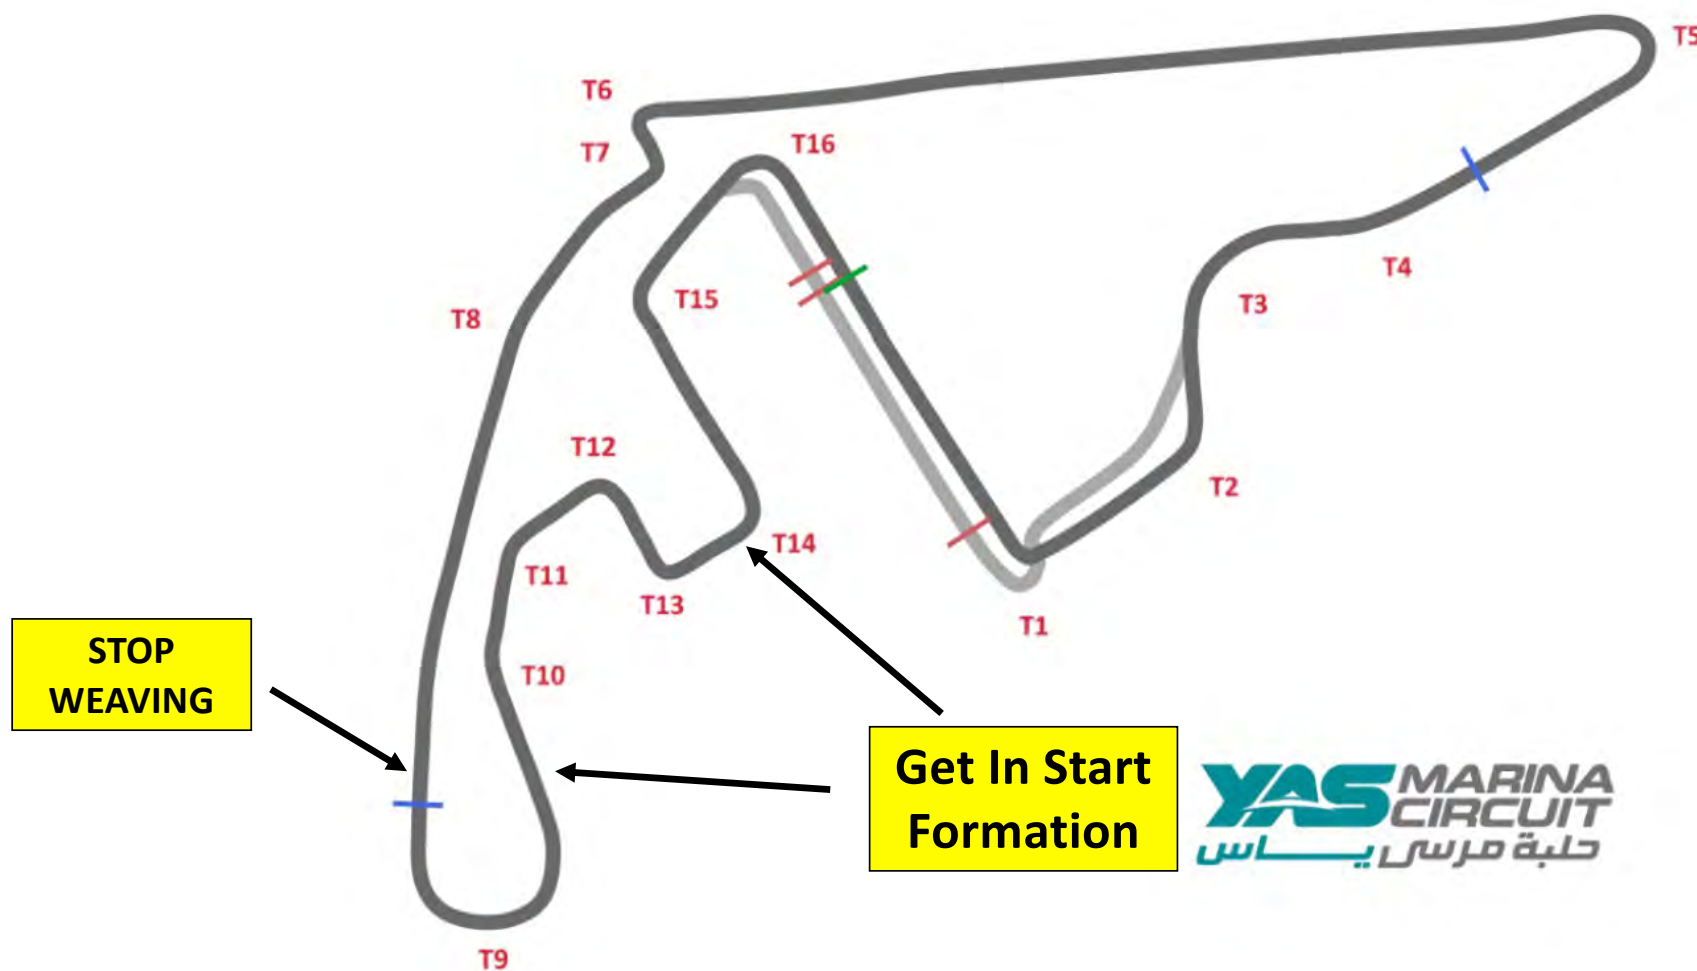 T5
T6
T16
T7
T4
T15
T3
T8
T12
T2
T14
T11
T13
T1
STOP
WEAVING
T10
Get In Start
Formation
YAS MARINA
CIRCUIT
حلبة مرسى ياس
T9